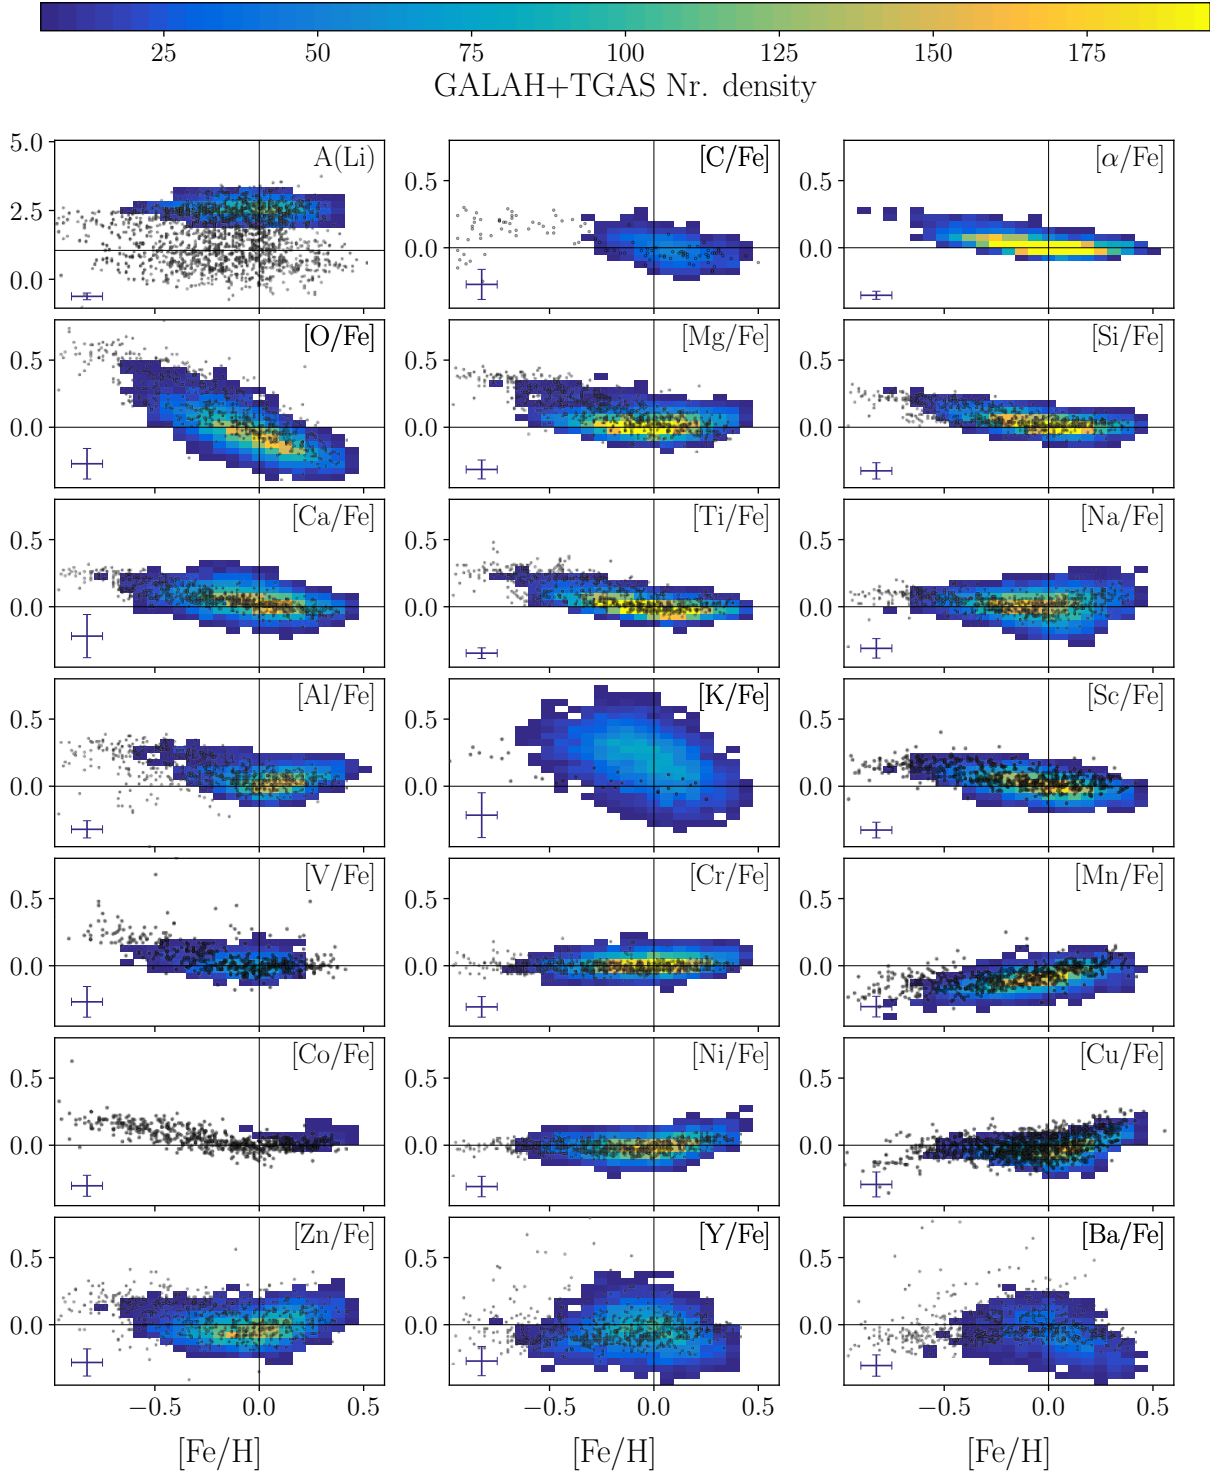 25 50 75 100 125 150 175
GALAH+TGAS Nr. density
5.0 A(Li) [C/Fe] [α/Fe]
0.5 0.5
2.5
0.0 0.0
0.0
[O/Fe] [Mg/Fe] [Si/Fe]
0.5 0.5 0.5
0.0 0.0 0.0
[Ca/Fe] [Ti/Fe] [Na/Fe]
0.5 0.5 0.5
0.0 0.0 0.0
[Al/Fe] [K/Fe] [Sc/Fe]
0.5 0.5 0.5
0.0 0.0 0.0
[V/Fe] [Cr/Fe] [Mn/Fe]
0.5 0.5 0.5
0.0 0.0 0.0
[Co/Fe] [Ni/Fe] [Cu/Fe]
0.5 0.5 0.5
0.0 0.0 0.0
[Zn/Fe] [Y/Fe] [Ba/Fe]
0.5 0.5 0.5
0.0 0.0 0.0
−0.5 0.0 0.5 −0.5 0.0 0.5 −0.5 0.0 0.5
[Fe/H] [Fe/H] [Fe/H]